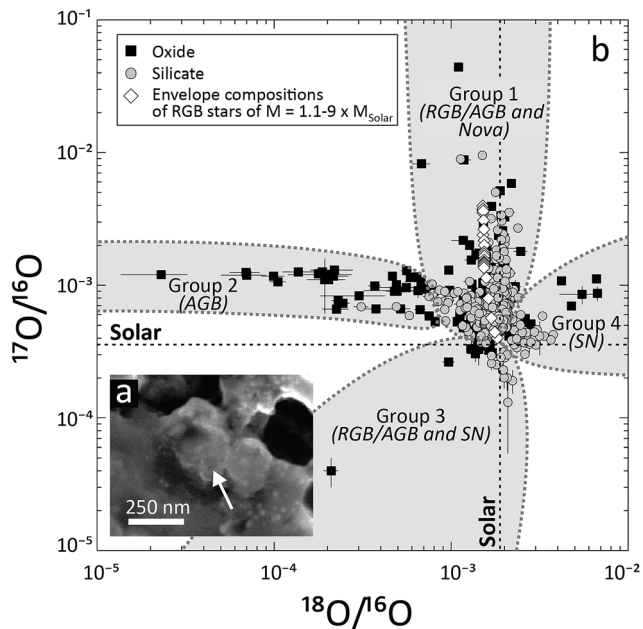 10⁻¹
b
Oxide
Silicate
Envelope compositions
of RGB stars of M = 1.1-9 x M_Solar
Group 1
(RGB/AGB and
Nova)
10⁻²
¹⁷O/¹⁶O
10⁻³
Group 2
(AGB)
Solar
Group 4
(SN)
a
10⁻⁴
Group 3
(RGB/AGB and SN)
250 nm
Solar
10⁻⁵
10⁻⁵
10⁻⁴
10⁻³
10⁻²
¹⁸O/¹⁶O